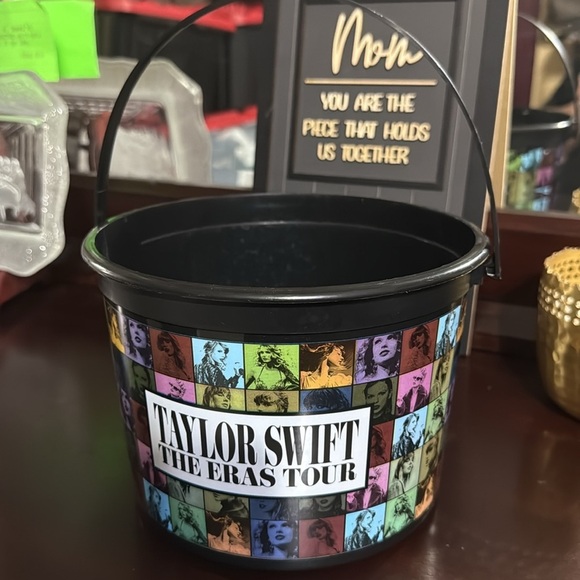 Mom
YOU ARE THE
PIECE THAT HOLDS
US TOGETHER
TAYLOR SWIFT
THE ERAS TOUR